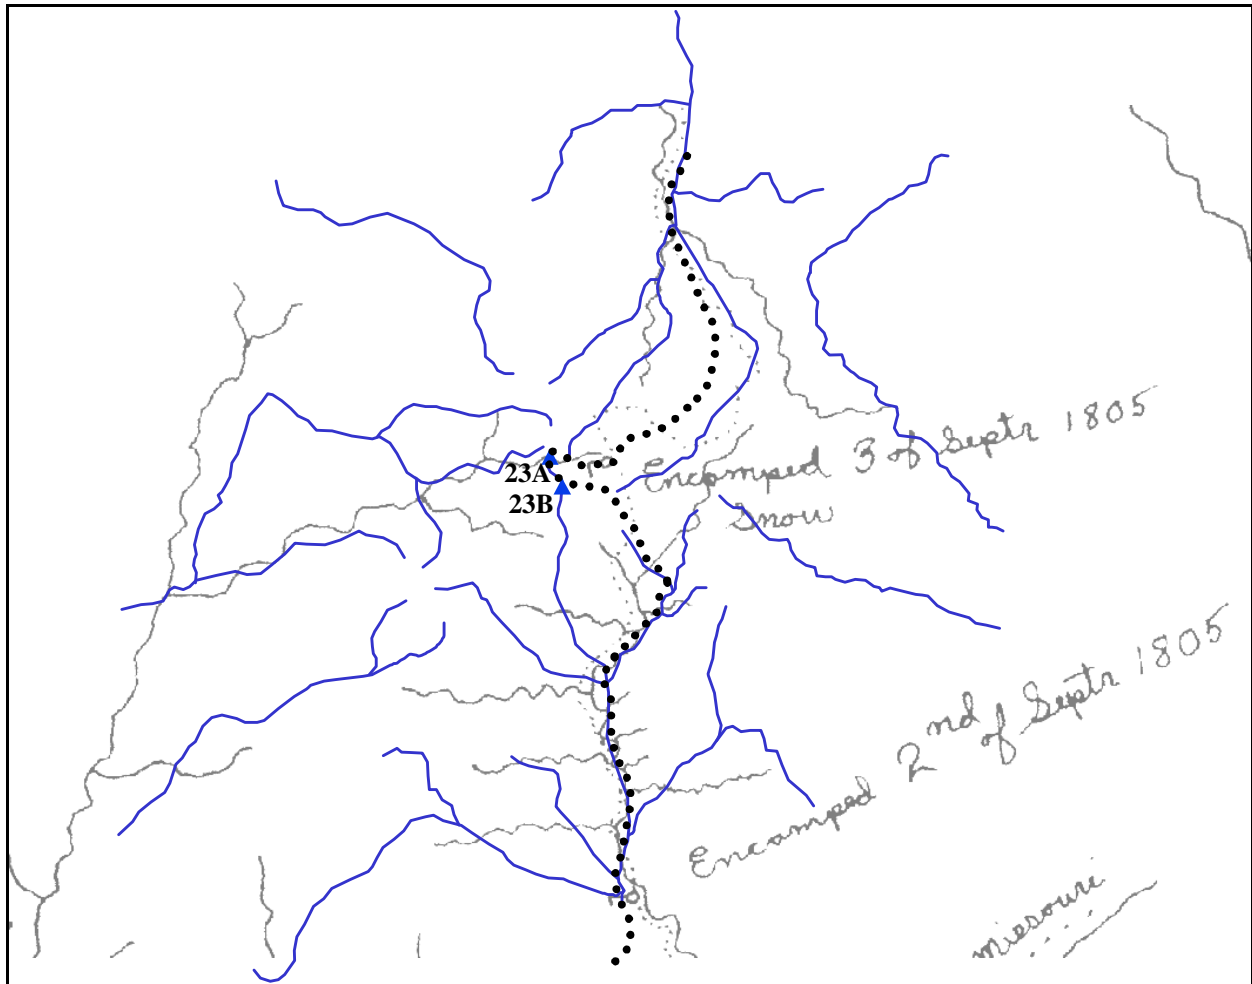 23A
23B
Encamped 3 of Septr 1805
Snow
Encamped 2nd of Septr 1805
missouri